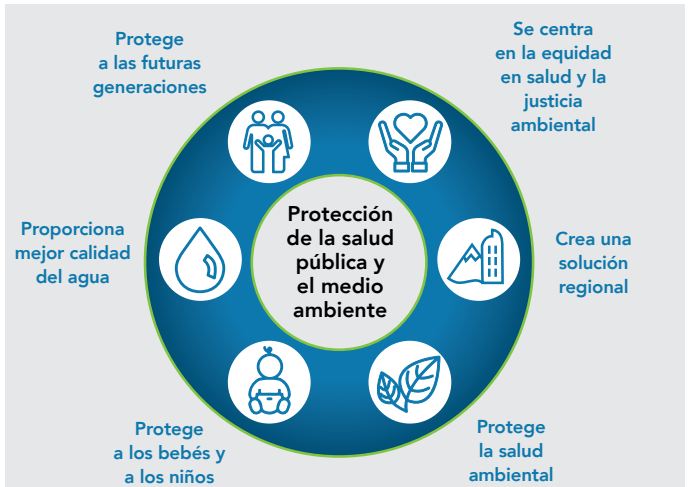 Protege
a las futuras
generaciones
Se centra
en la equidad
en salud y la
justicia
ambiental
Proporciona
mejor calidad
del agua
Protección
de la salud
pública y
el medio
ambiente
Crea una
solución
regional
Protege
a los bebés y
a los niños
Protege
la salud
ambiental